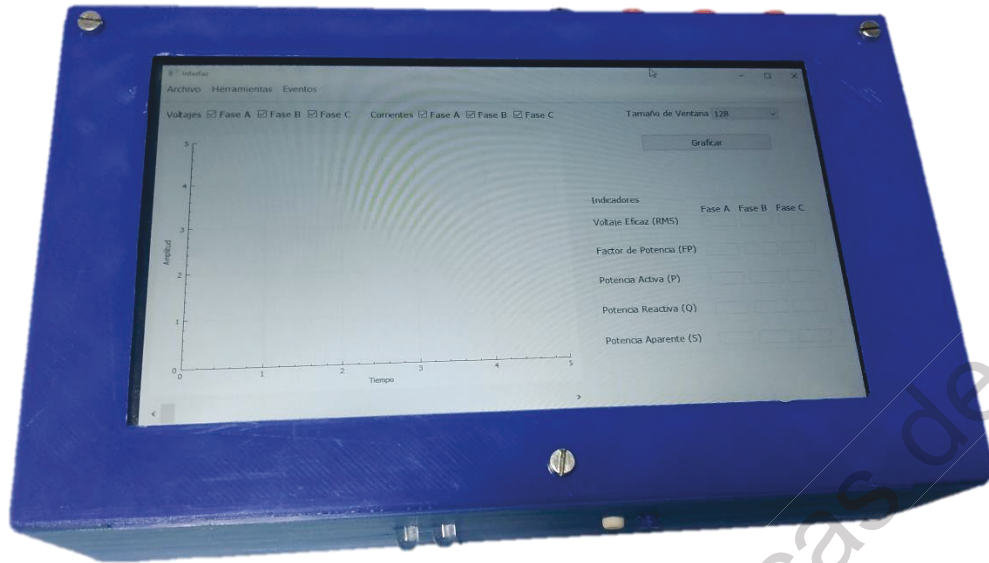 Interfaz
Archivo Herramientas Eventos
Voltajes Fase A Fase B Fase C Corrientes Fase A Fase B Fase C Tamaño de Ventana 128
Graficar
5
4
3
2
1
0
Amplitud
0 1 2 3 4 5
Tiempo
Indicadores Fase A Fase B Fase C
Voltaje Eficaz (RMS)
Factor de Potencia (FP)
Potencia Activa (P)
Potencia Reactiva (Q)
Potencia Aparente (S)
cas de